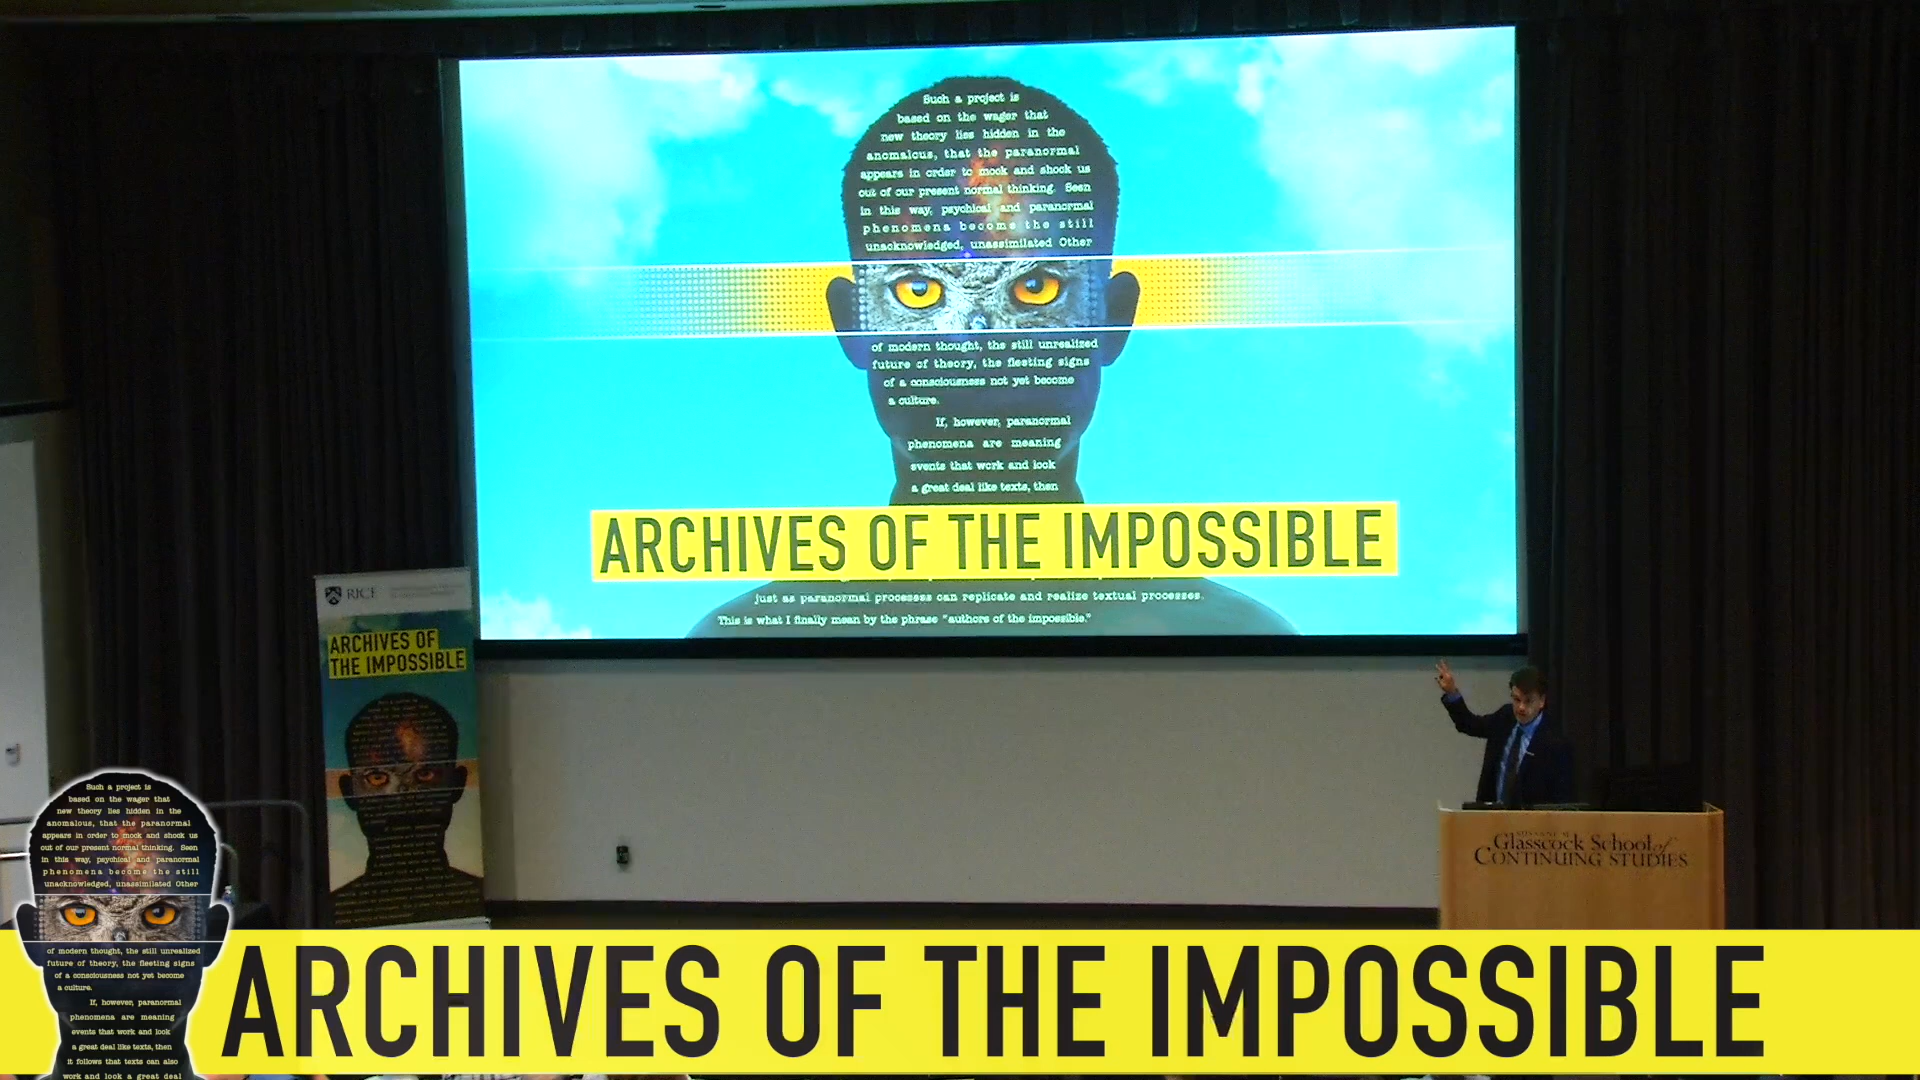 Such a project is
based on the wager that
new theory lies hidden in the
anomalous, that the paranormal
appears in order to mock and shock us
out of our present normal thinking. Seen
in this way, psychical and paranormal
phenomena become the still
unacknowledged, unassimilated Other
of modern thought, the still unrealized
future of theory, the fleeting signs
of a consciousness not yet become
a culture.
If, however, paranormal
phenomena are meaning
events that work and look
a great deal like texts, then
ARCHIVES OF THE IMPOSSIBLE
just as paranormal processes can replicate and realize textual processes.
This is what I finally mean by the phrase "authors of the impossible."
RICE
ARCHIVES OF
THE IMPOSSIBLE
Glasscock School of
CONTINUING STUDIES
Such a project is
based on the wager that
new theory lies hidden in the
anomalous, that the paranormal
appears in order to mock and shock us
out of our present normal thinking. Seen
in this way, psychical and paranormal
phenomena become the still
unacknowledged, unassimilated Other
of modern thought, the still unrealized
future of theory, the fleeting signs
of a consciousness not yet become
a culture.
If, however, paranormal
phenomena are meaning
events that work and look
a great deal like texts, then
it follows that texts can also
work and look a great deal
ARCHIVES OF THE IMPOSSIBLE